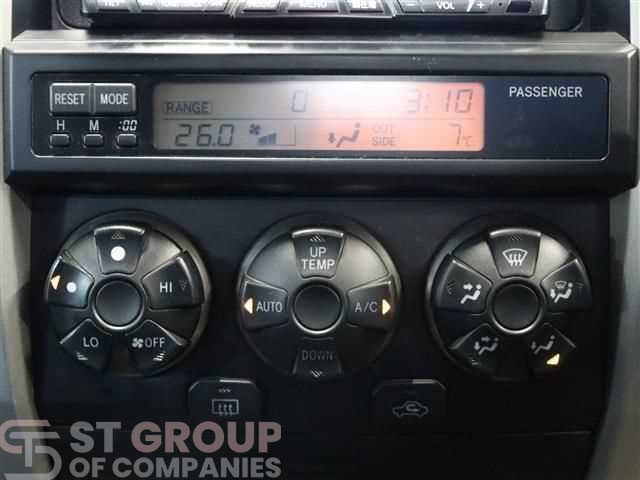 MENU
- VOL +
RESET MODE
H M :00
RANGE 0 3:10
26.0 OUT SIDE 7℃
PASSENGER
HI
LO
OFF
UP
TEMP
AUTO
A/C
DOWN
ST GROUP
OF COMPANIES